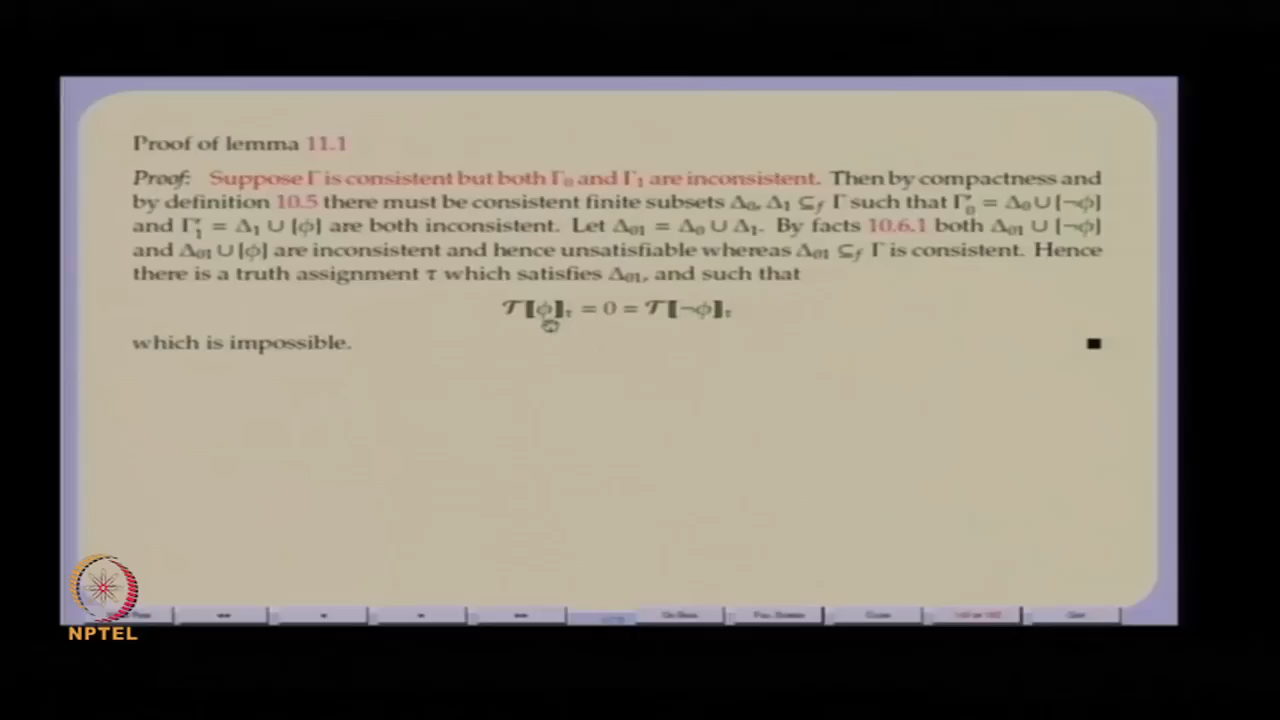 Proof of lemma 11.1
Proof: Suppose Γ is consistent but both Γ₀ and Γ₁ are inconsistent. Then by compactness and
by definition 10.5 there must be consistent finite subsets Δ₀, Δ₁ ⊆f Γ such that Γ′₀ = Δ₀ ∪ {¬ϕ}
and Γ′₁ = Δ₁ ∪ {ϕ} are both inconsistent. Let Δ₀₁ = Δ₀ ∪ Δ₁. By facts 10.6.1 both Δ₀₁ ∪ {¬ϕ}
and Δ₀₁ ∪ {ϕ} are inconsistent and hence unsatisfiable whereas Δ₀₁ ⊆f Γ is consistent. Hence
there is a truth assignment τ which satisfies Δ₀₁, and such that
𝒯⟦ϕ⟧τ = 0 = 𝒯⟦¬ϕ⟧τ
which is impossible. ■
NPTEL